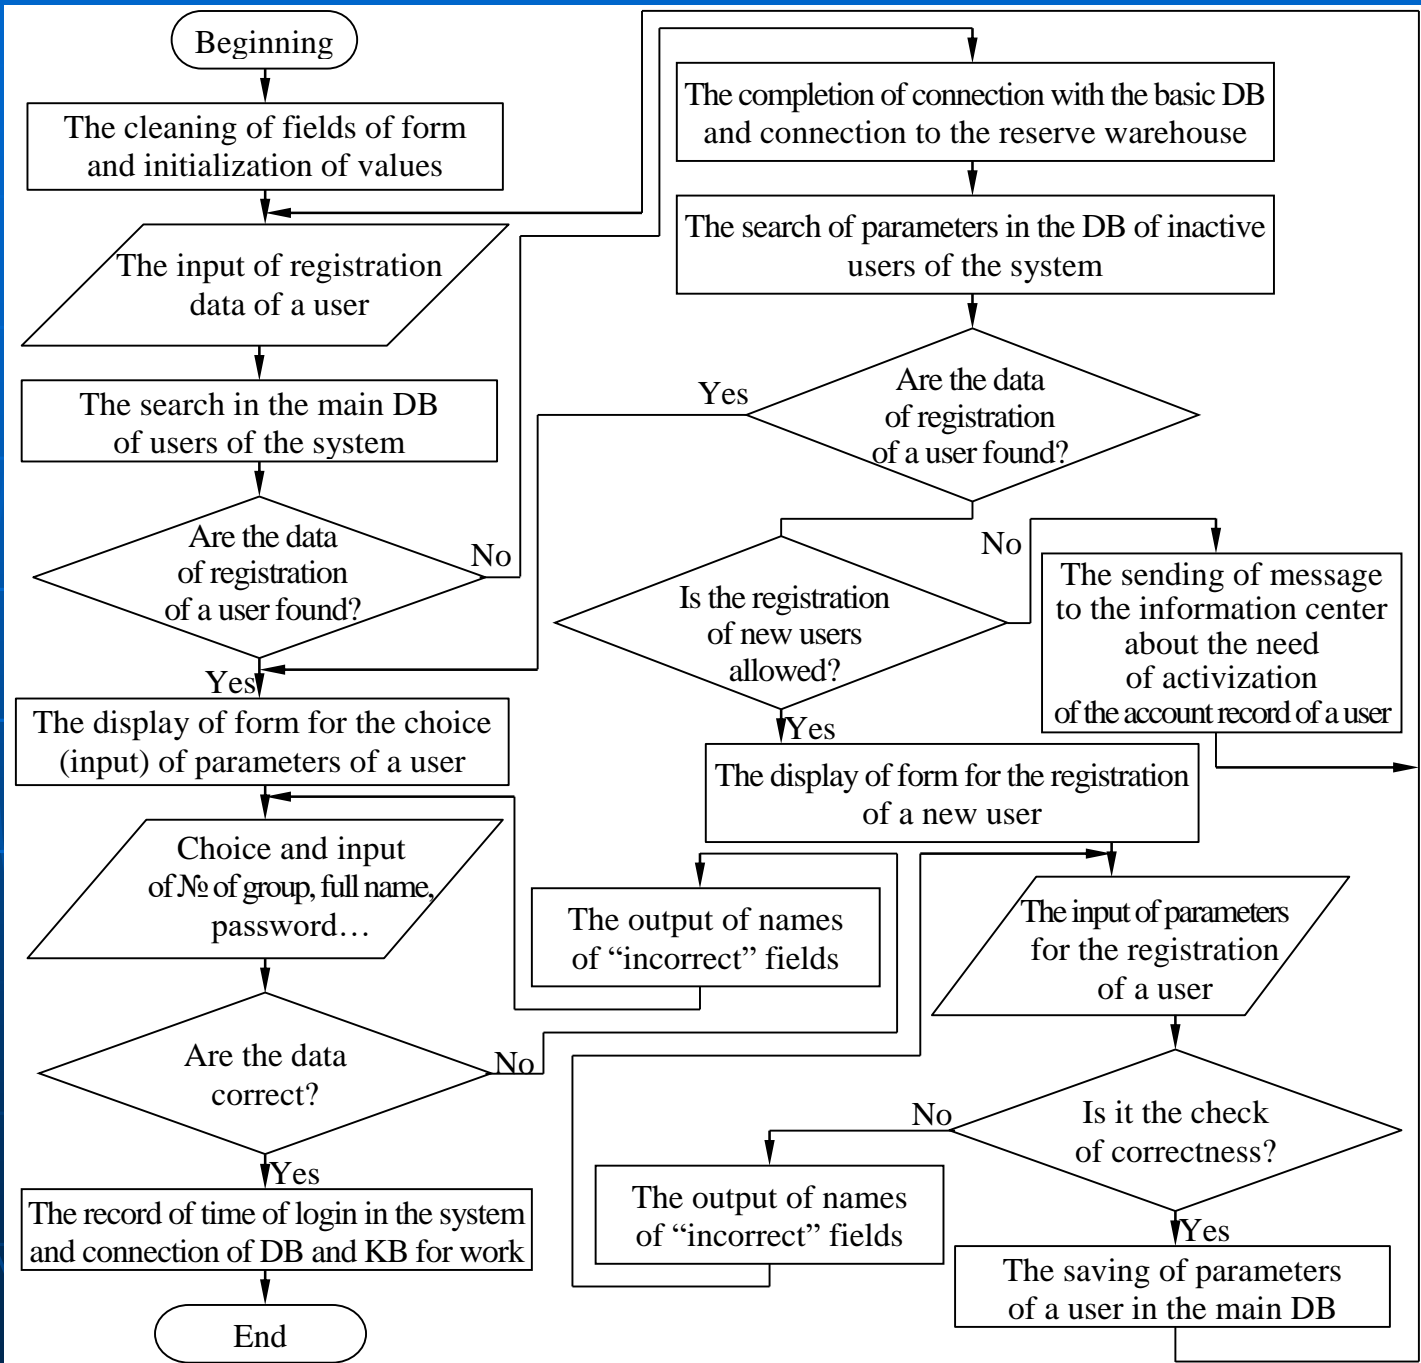 Beginning
The cleaning of fields of form
and initialization of values
The input of registration
data of a user
The search in the main DB
of users of the system
Are the data
of registration
of a user found?
No
Yes
The display of form for the choice
(input) of parameters of a user
Choice and input
of № of group, full name,
password…
Are the data
correct?
No
Yes
The record of time of login in the system
and connection of DB and KB for work
End
The completion of connection with the basic DB
and connection to the reserve warehouse
The search of parameters in the DB of inactive
users of the system
Are the data
of registration
of a user found?
Yes
Is the registration
of new users
allowed?
No
The sending of message
to the information center
about the need
of activization
of the account record of a user
Yes
The display of form for the registration
of a new user
The output of names
of “incorrect” fields
The input of parameters
for the registration
of a user
Is it the check
of correctness?
No
The output of names
of “incorrect” fields
Yes
The saving of parameters
of a user in the main DB